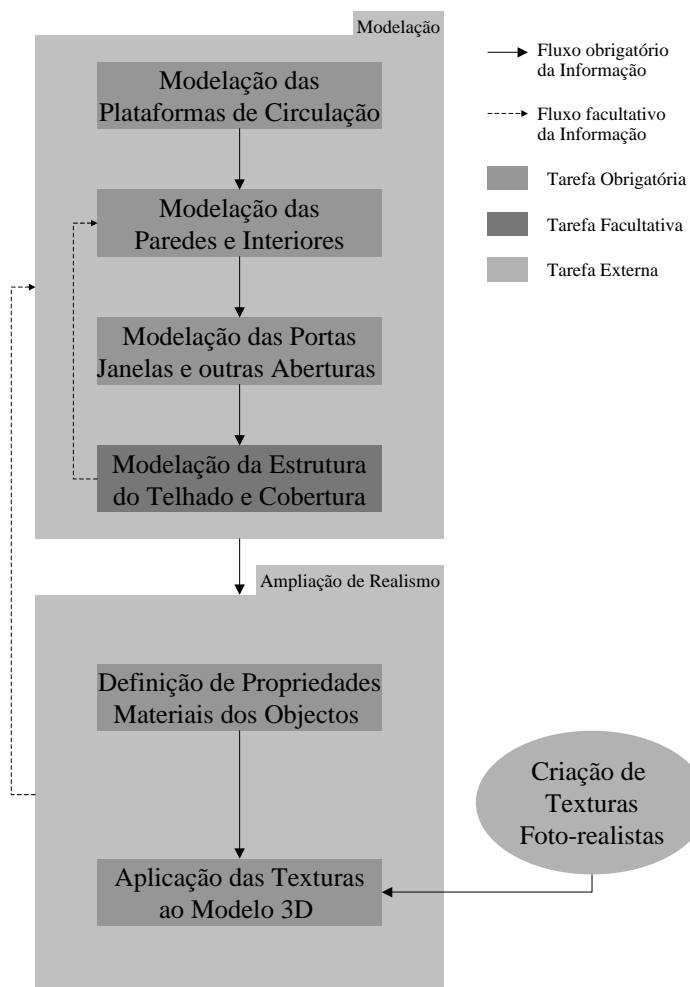 Modelação
Modelação das
Plataformas de Circulação
Modelação das
Paredes e Interiores
Modelação das Portas
Janelas e outras Aberturas
Modelação da Estrutura
do Telhado e Cobertura
Fluxo obrigatório
da Informação
Fluxo facultativo
da Informação
Tarefa Obrigatória
Tarefa Facultativa
Tarefa Externa
Ampliação de Realismo
Definição de Propriedades
Materiais dos Objectos
Criação de
Texturas
Foto-realistas
Aplicação das Texturas
ao Modelo 3D